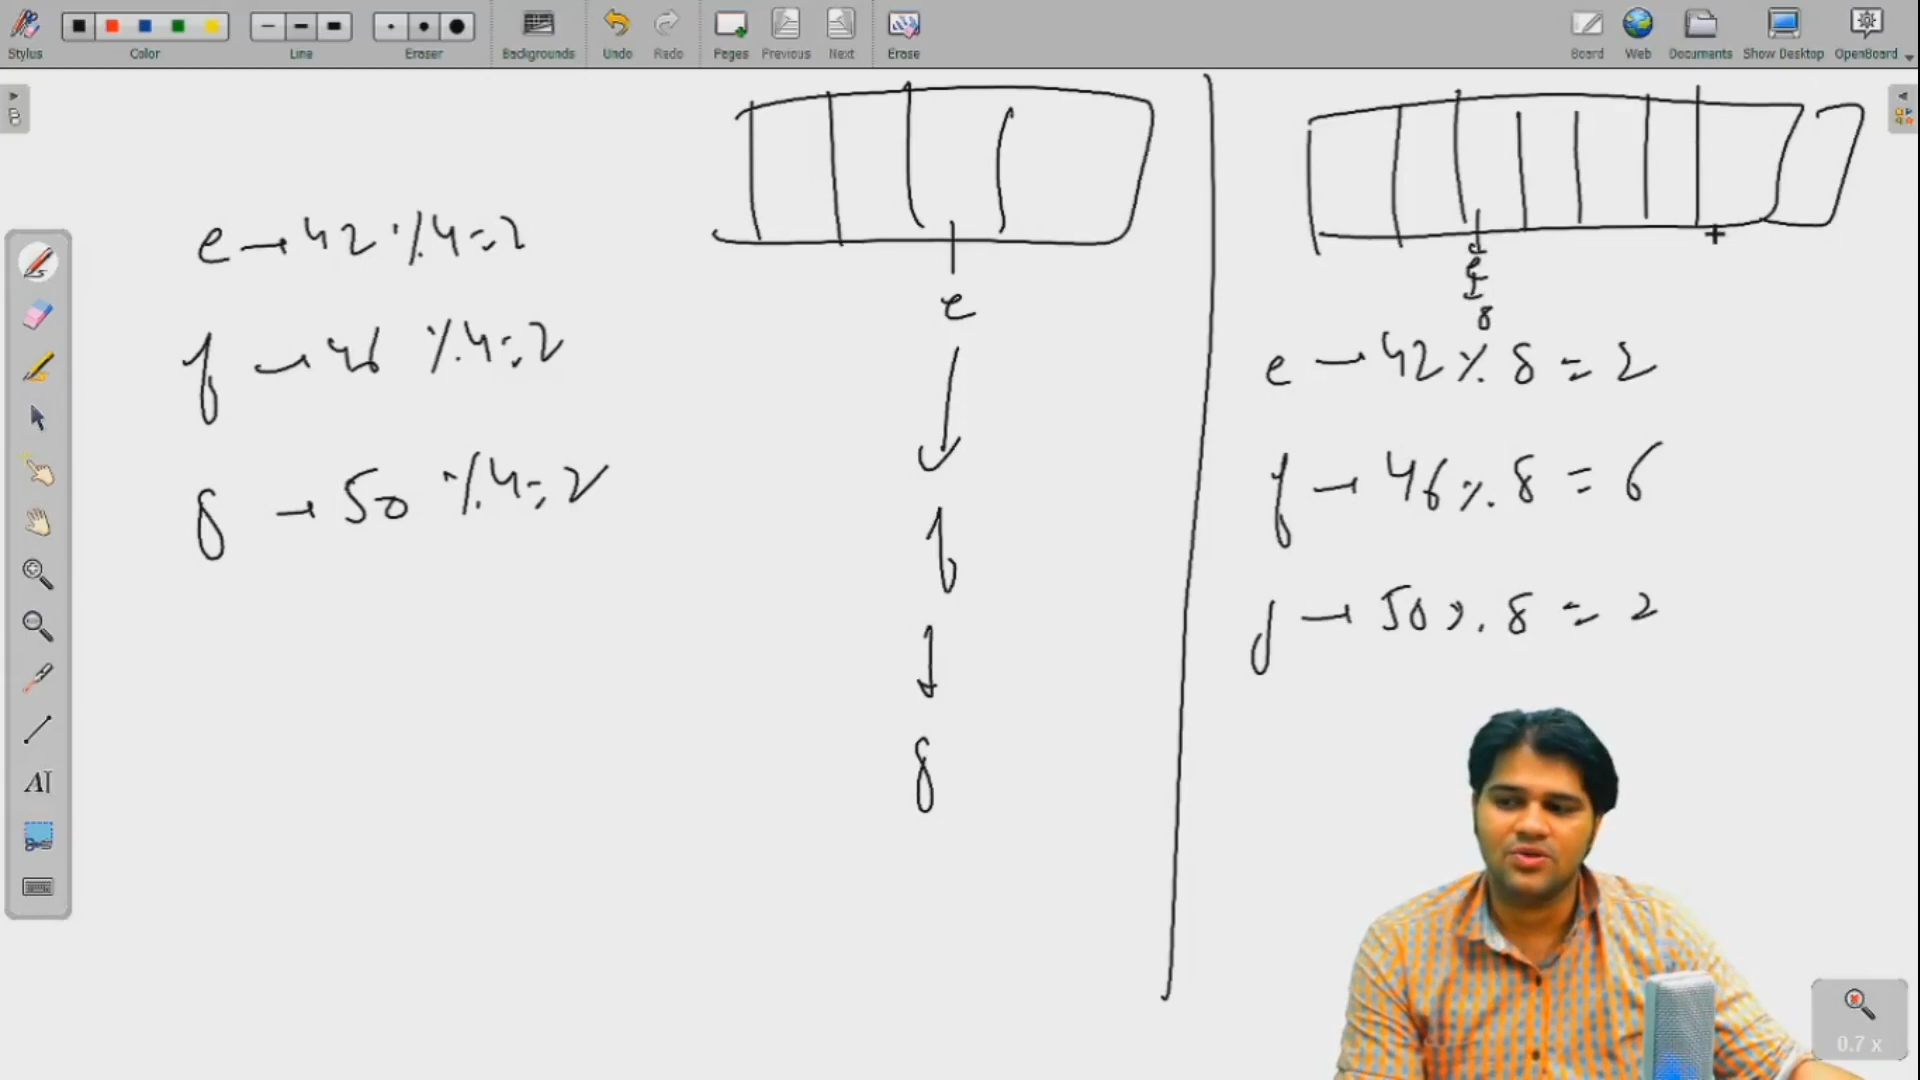 Stylus
Color
Line
Eraser
Backgrounds
Undo
Redo
Pages
Previous
Next
Erase
Board
Web
Documents
Show Desktop
OpenBoard
B
e → 42 % 4 = 2
f → 46 % 4 = 2
g → 50 % 4 = 2
e
f
g
e
g
e → 42 % 8 = 2
f → 46 % 8 = 6
g → 50 % 8 = 2
AI
0.7 x